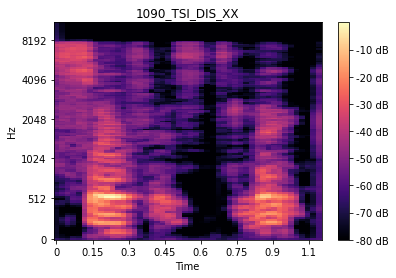 1090_TSI_DIS_XX
Hz
8192
4096
2048
1024
512
0
0 0.15 0.3 0.45 0.6 0.75 0.9 1.1
Time
-10 dB
-20 dB
-30 dB
-40 dB
-50 dB
-60 dB
-70 dB
-80 dB